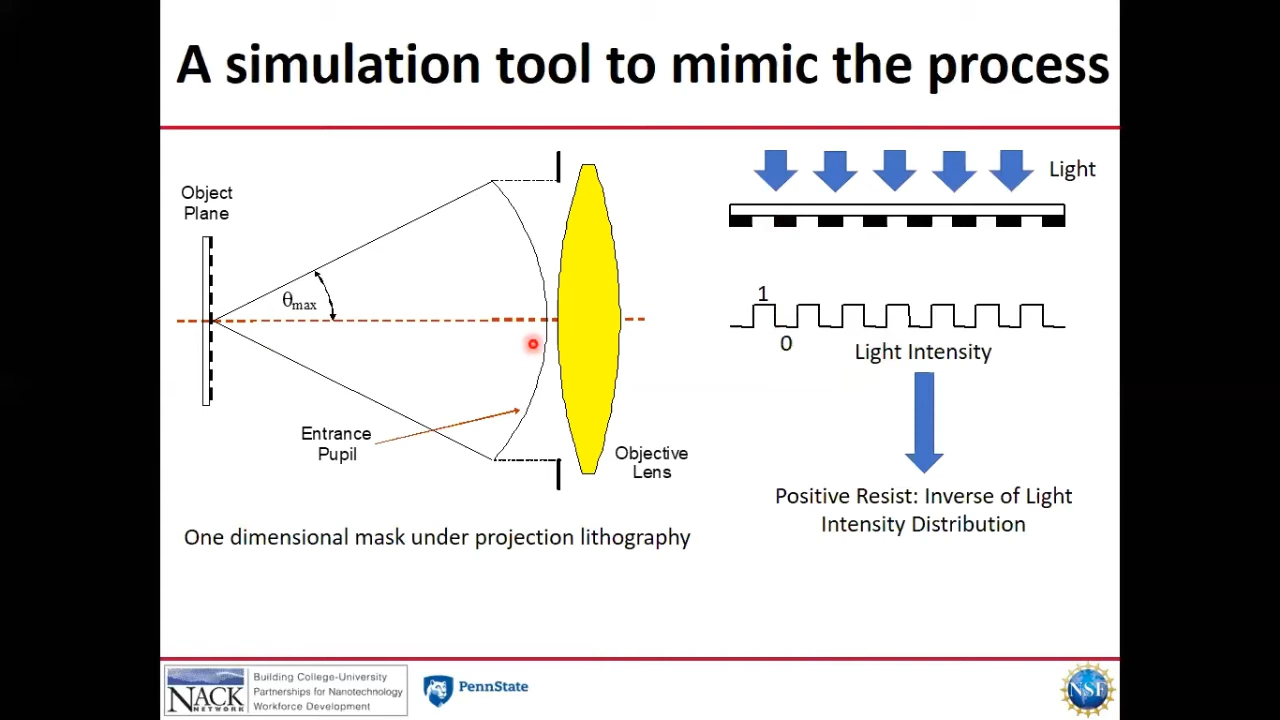 A simulation tool to mimic the process
Object
Plane
θmax
Entrance
Pupil
Objective
Lens
One dimensional mask under projection lithography
Light
1
0
Light Intensity
Positive Resist: Inverse of Light
Intensity Distribution
NACK
NETWORK
Building College-University
Partnerships for Nanotechnology
Workforce Development
PennState
NSF